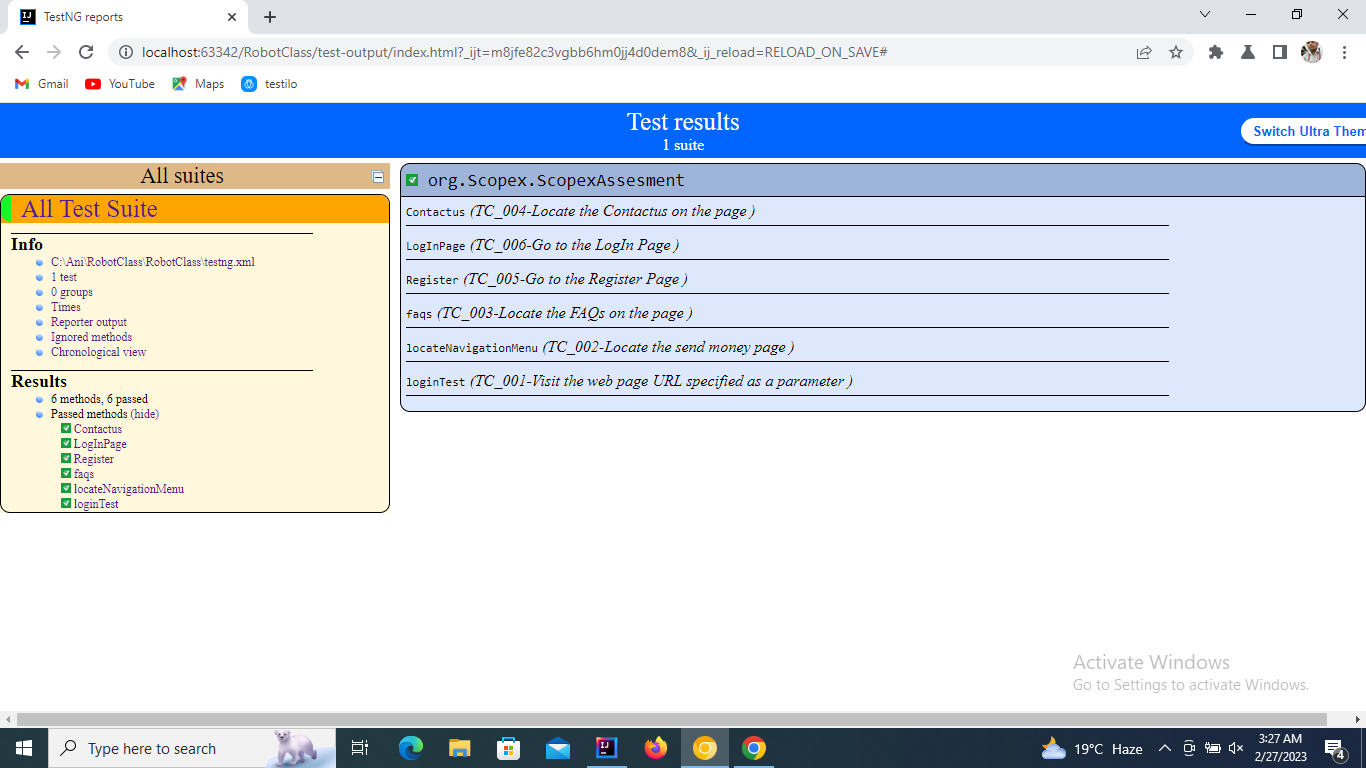 TestNG reports
localhost:63342/RobotClass/test-output/index.html?_ijt=m8jfe82c3vgbb6hm0jj4d0dem8&_ij_reload=RELOAD_ON_SAVE#
Gmail YouTube Maps testilo
Test results
1 suite
Switch Ultra Them
All suites
All Test Suite
Info
C:\Ani\RobotClass\RobotClass\testng.xml
1 test
0 groups
Times
Reporter output
Ignored methods
Chronological view
Results
6 methods, 6 passed
Passed methods (hide)
Contactus
LogInPage
Register
faqs
locateNavigationMenu
loginTest
org.Scopex.ScopexAssesment
Contactus (TC_004-Locate the Contactus on the page )
LogInPage (TC_006-Go to the LogIn Page )
Register (TC_005-Go to the Register Page )
faqs (TC_003-Locate the FAQs on the page )
locateNavigationMenu (TC_002-Locate the send money page )
loginTest (TC_001-Visit the web page URL specified as a parameter )
Activate Windows
Go to Settings to activate Windows.
Type here to search
19°C Haze
3:27 AM
2/27/2023
4